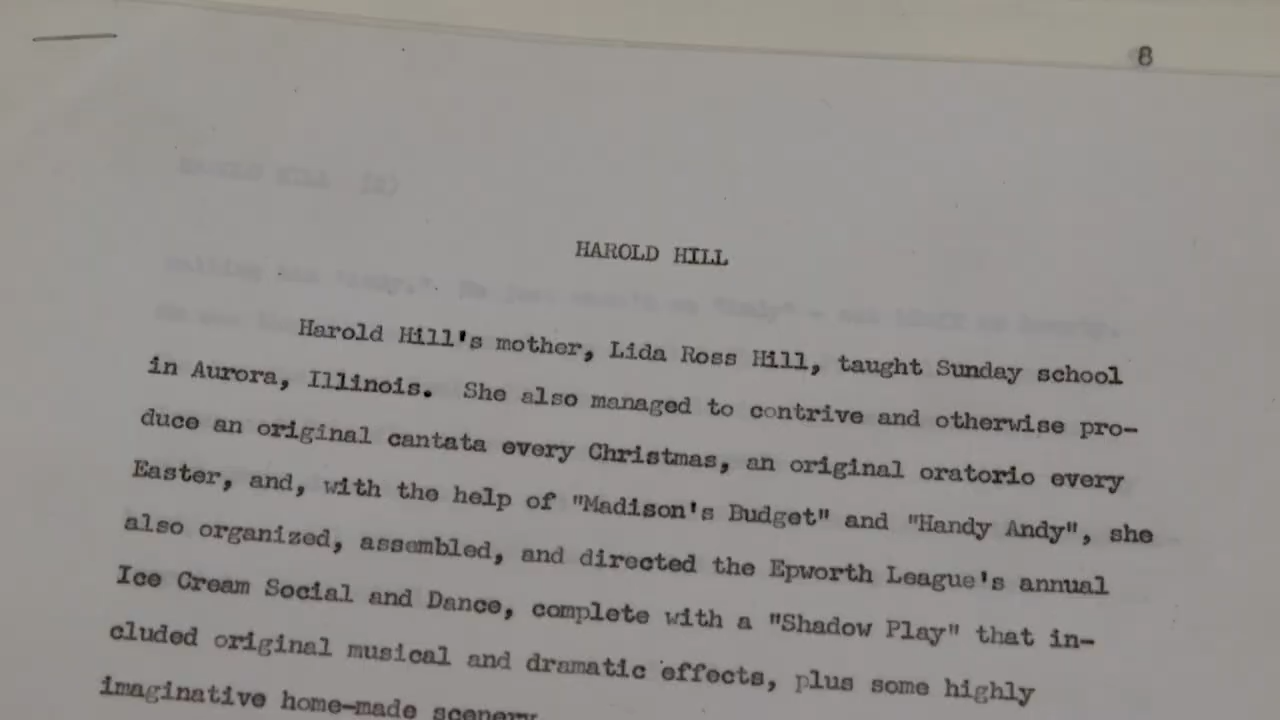 8
HAROLD HILL
Harold Hill's mother, Lida Ross Hill, taught Sunday school
in Aurora, Illinois. She also managed to contrive and otherwise pro-
duce an original cantata every Christmas, an original oratorio every
Easter, and, with the help of "Madison's Budget" and "Handy Andy", she
also organized, assembled, and directed the Epworth League's annual
Ice Cream Social and Dance, complete with a "Shadow Play" that in-
cluded original musical and dramatic effects, plus some highly
imaginative home-made scenery